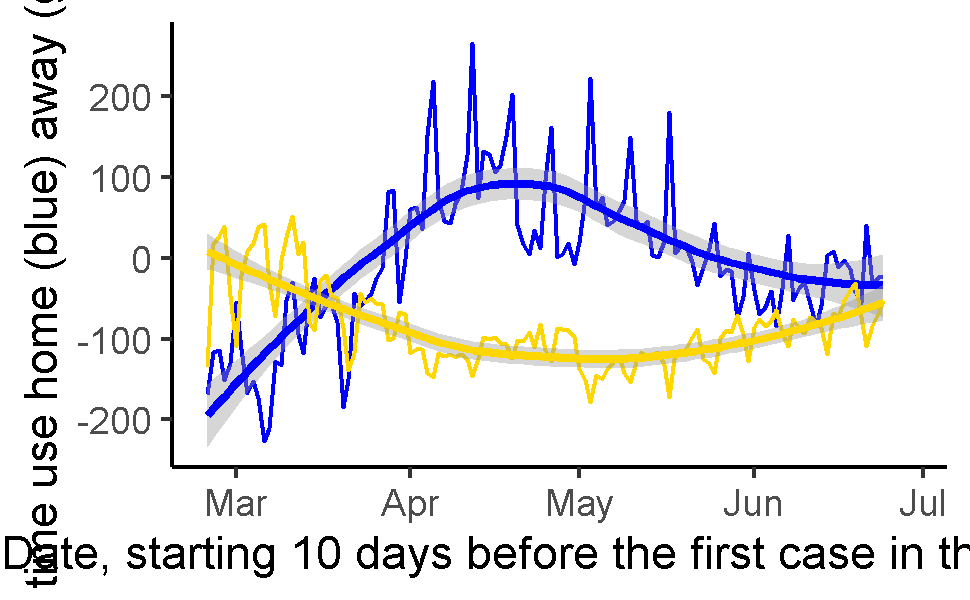 time use home (blue) away (
200
100
0
-100
-200
Mar Apr May Jun Jul
Date, starting 10 days before the first case in th